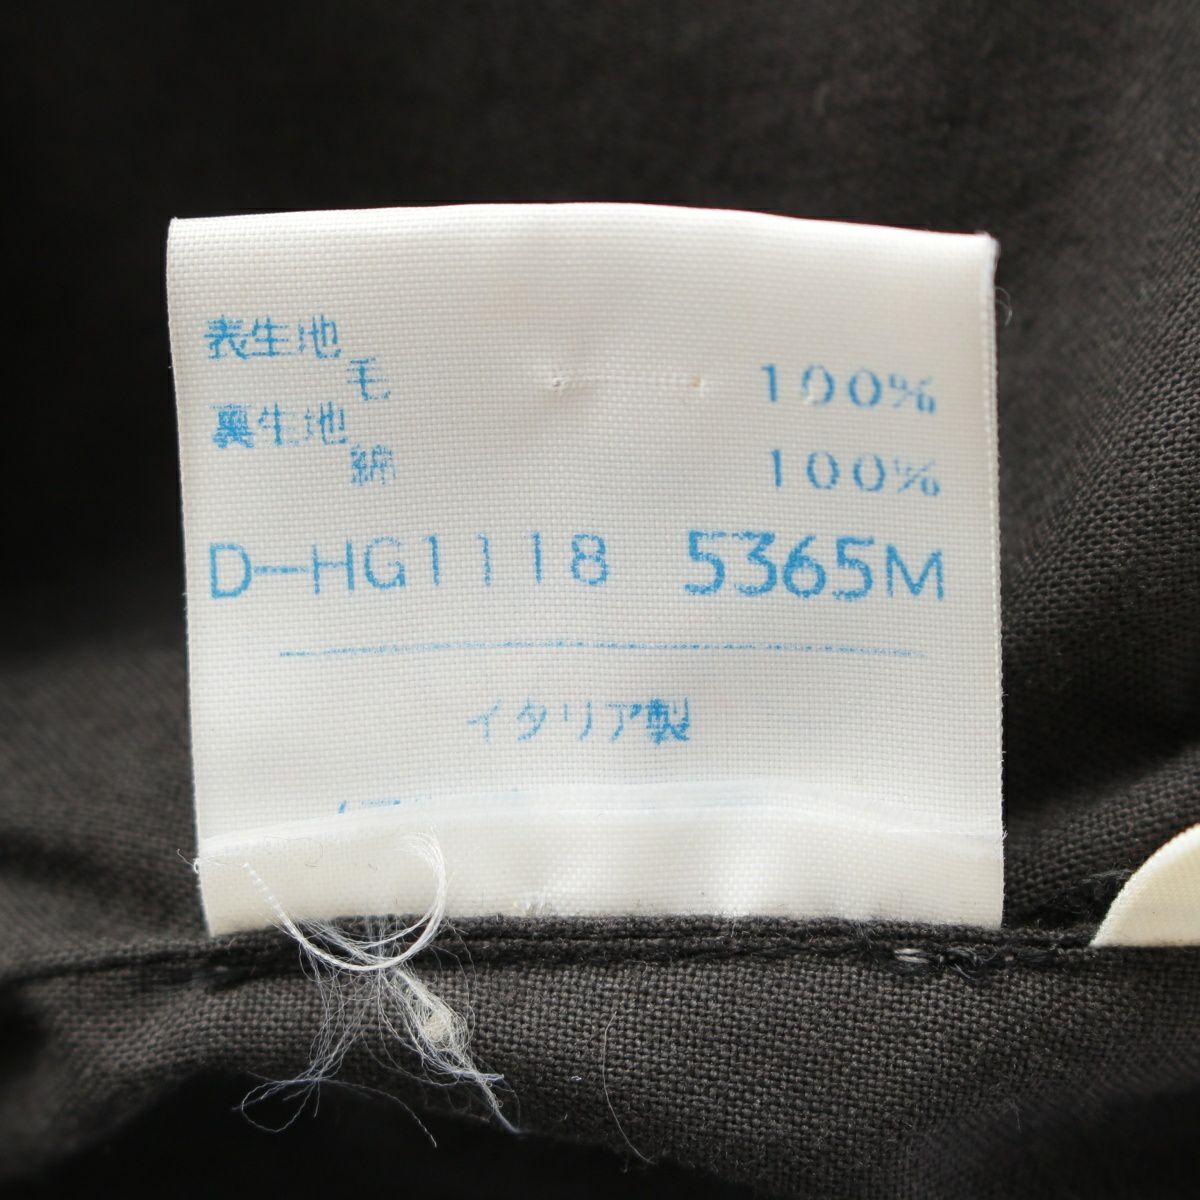 表生地
毛 100%
裏生地
綿 100%
D-HG1118 5365M
イタリア製